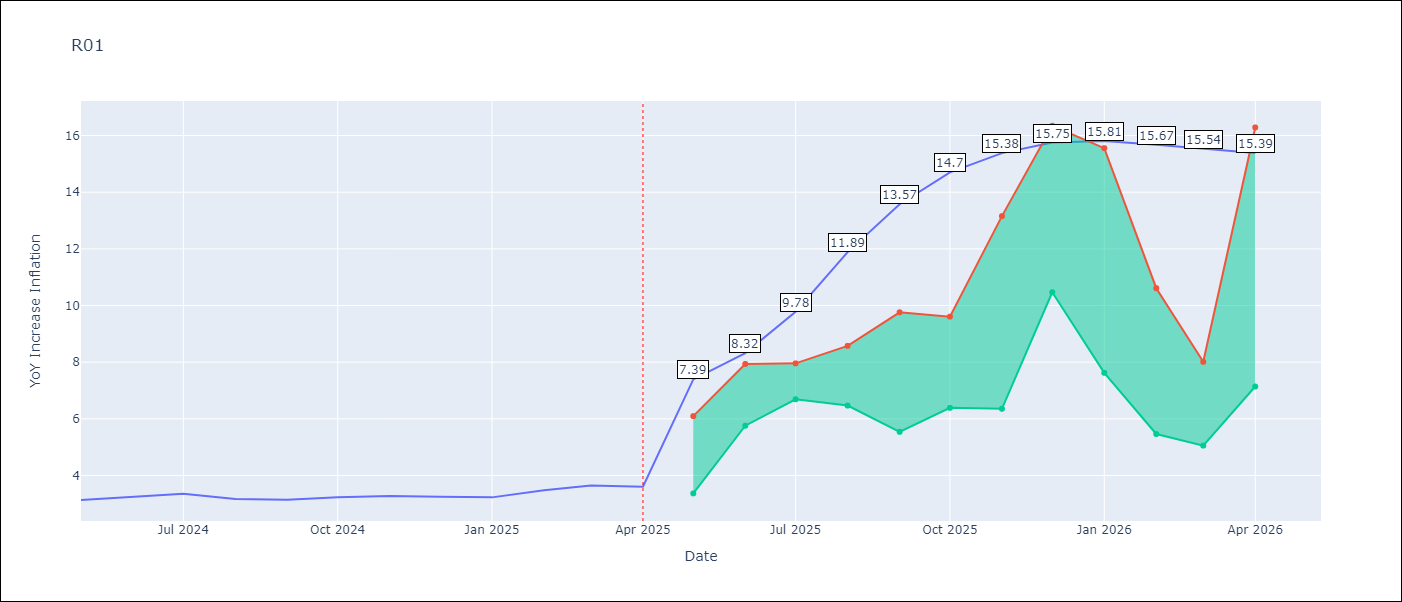 R01
YoY Increase Inflation
16
14
12
10
8
6
4
7.39
8.32
9.78
11.89
13.57
14.7
15.38
15.75
15.81
15.67
15.54
15.39
Jul 2024
Oct 2024
Jan 2025
Apr 2025
Jul 2025
Oct 2025
Jan 2026
Apr 2026
Date